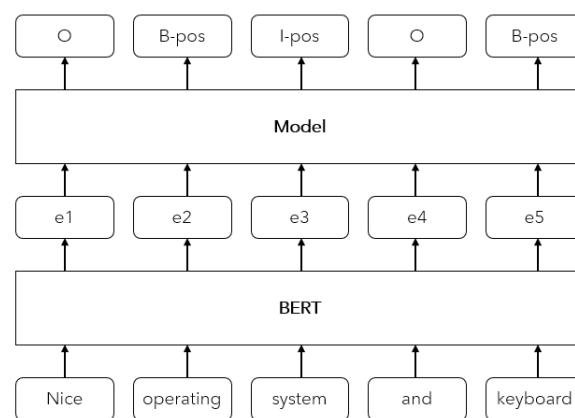 O B-pos I-pos O B-pos
Model
e1 e2 e3 e4 e5
BERT
Nice operating system and keyboard